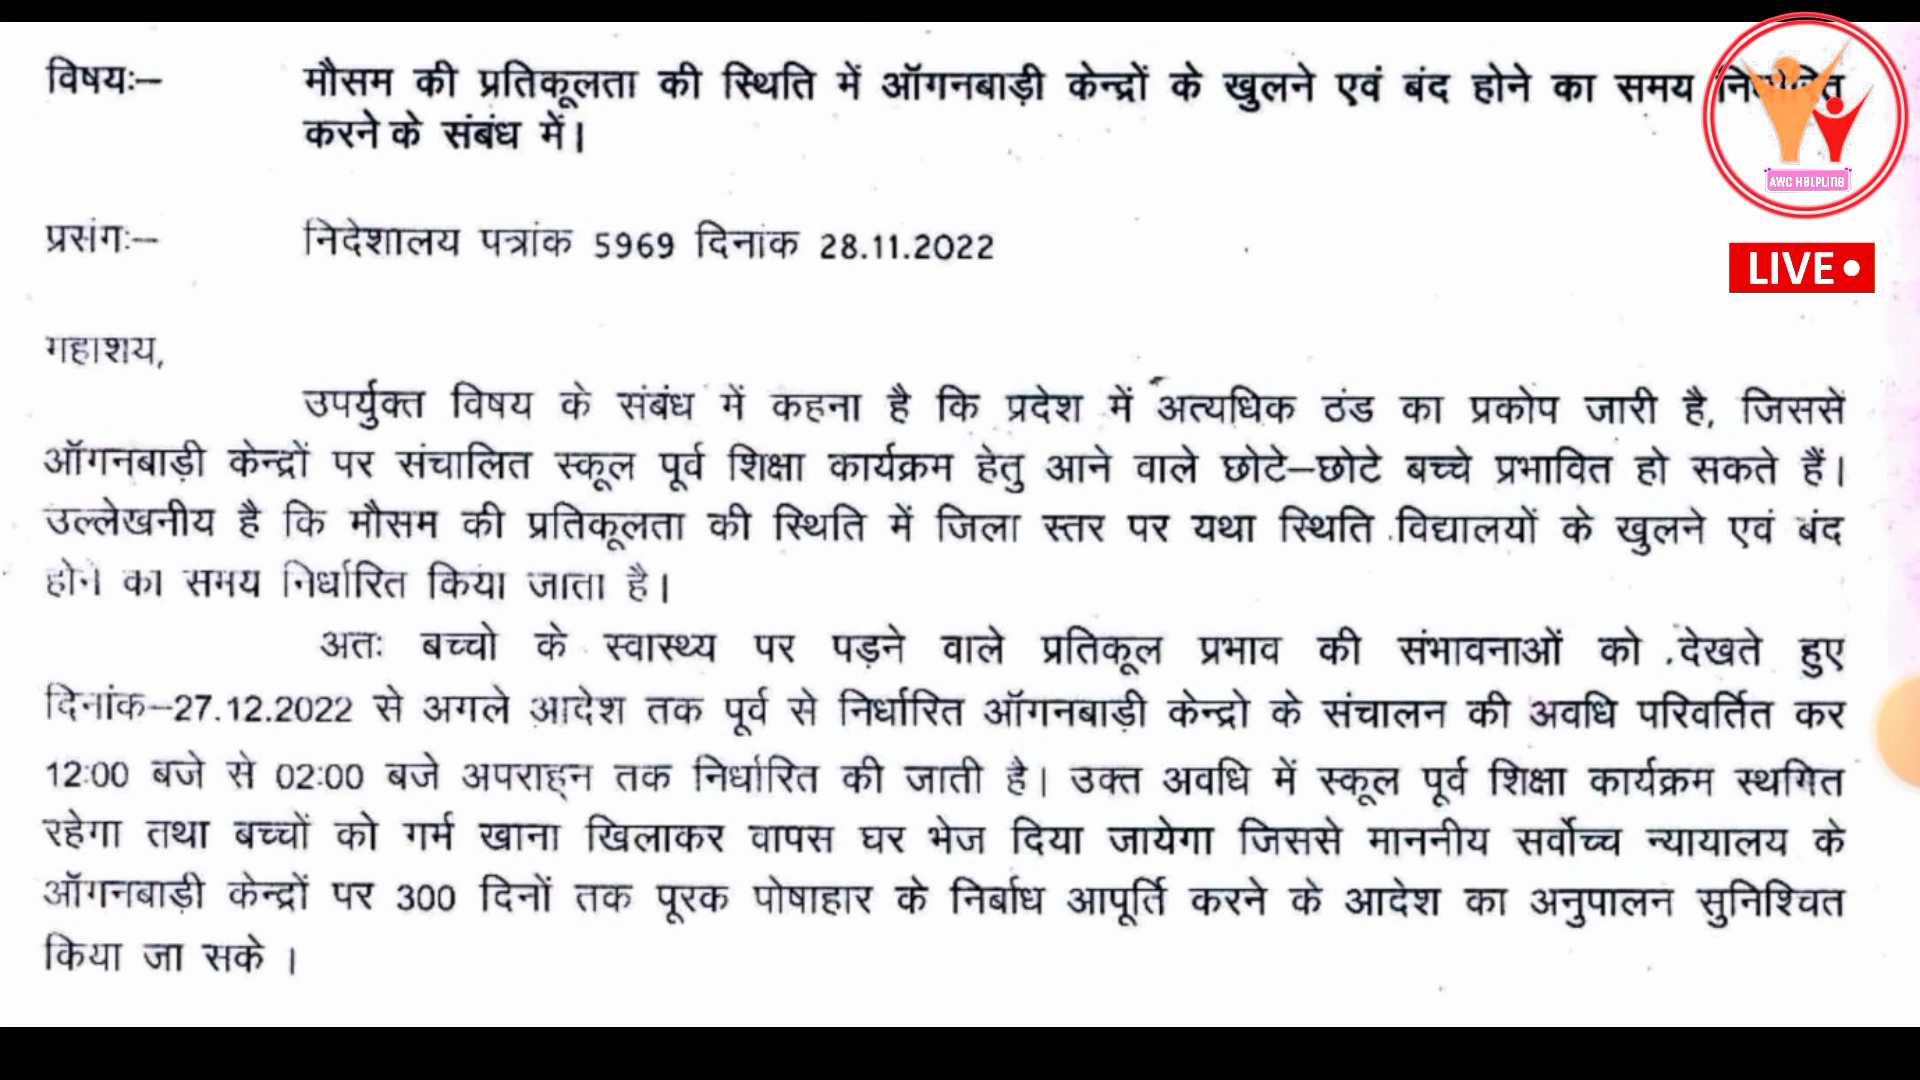 विषयः– मौसम की प्रतिकूलता की स्थिति में ऑगनबाड़ी केन्द्रों के खुलने एवं बंद होने का समय
करने के संबंध में।
प्रसंगः– निदेशालय पत्रांक 5969 दिनांक 28.11.2022
AWC HELPLINE
LIVE
महाशय,
उपर्युक्त विषय के संबंध में कहना है कि प्रदेश में अत्यधिक ठंड का प्रकोप जारी है, जिससे
ऑगनबाड़ी केन्द्रों पर संचालित स्कूल पूर्व शिक्षा कार्यक्रम हेतु आने वाले छोटे–छोटे बच्चे प्रभावित हो सकते हैं।
उल्लेखनीय है कि मौसम की प्रतिकूलता की स्थिति में जिला स्तर पर यथा स्थिति विद्यालयों के खुलने एवं बंद
होने का समय निर्धारित किया जाता है।
अतः बच्चो के स्वास्थ्य पर पड़ने वाले प्रतिकूल प्रभाव की संभावनाओं को देखते हुए
दिनांक–27.12.2022 से अगले आदेश तक पूर्व से निर्धारित ऑगनबाड़ी केन्द्रो के संचालन की अवधि परिवर्तित कर
12:00 बजे से 02:00 बजे अपराह्न तक निर्धारित की जाती है। उक्त अवधि में स्कूल पूर्व शिक्षा कार्यक्रम स्थगित
रहेगा तथा बच्चों को गर्म खाना खिलाकर वापस घर भेज दिया जायेगा जिससे माननीय सर्वोच्च न्यायालय के
ऑगनबाड़ी केन्द्रों पर 300 दिनों तक पूरक पोषाहार के निर्बाध आपूर्ति करने के आदेश का अनुपालन सुनिश्चित
किया जा सके ।